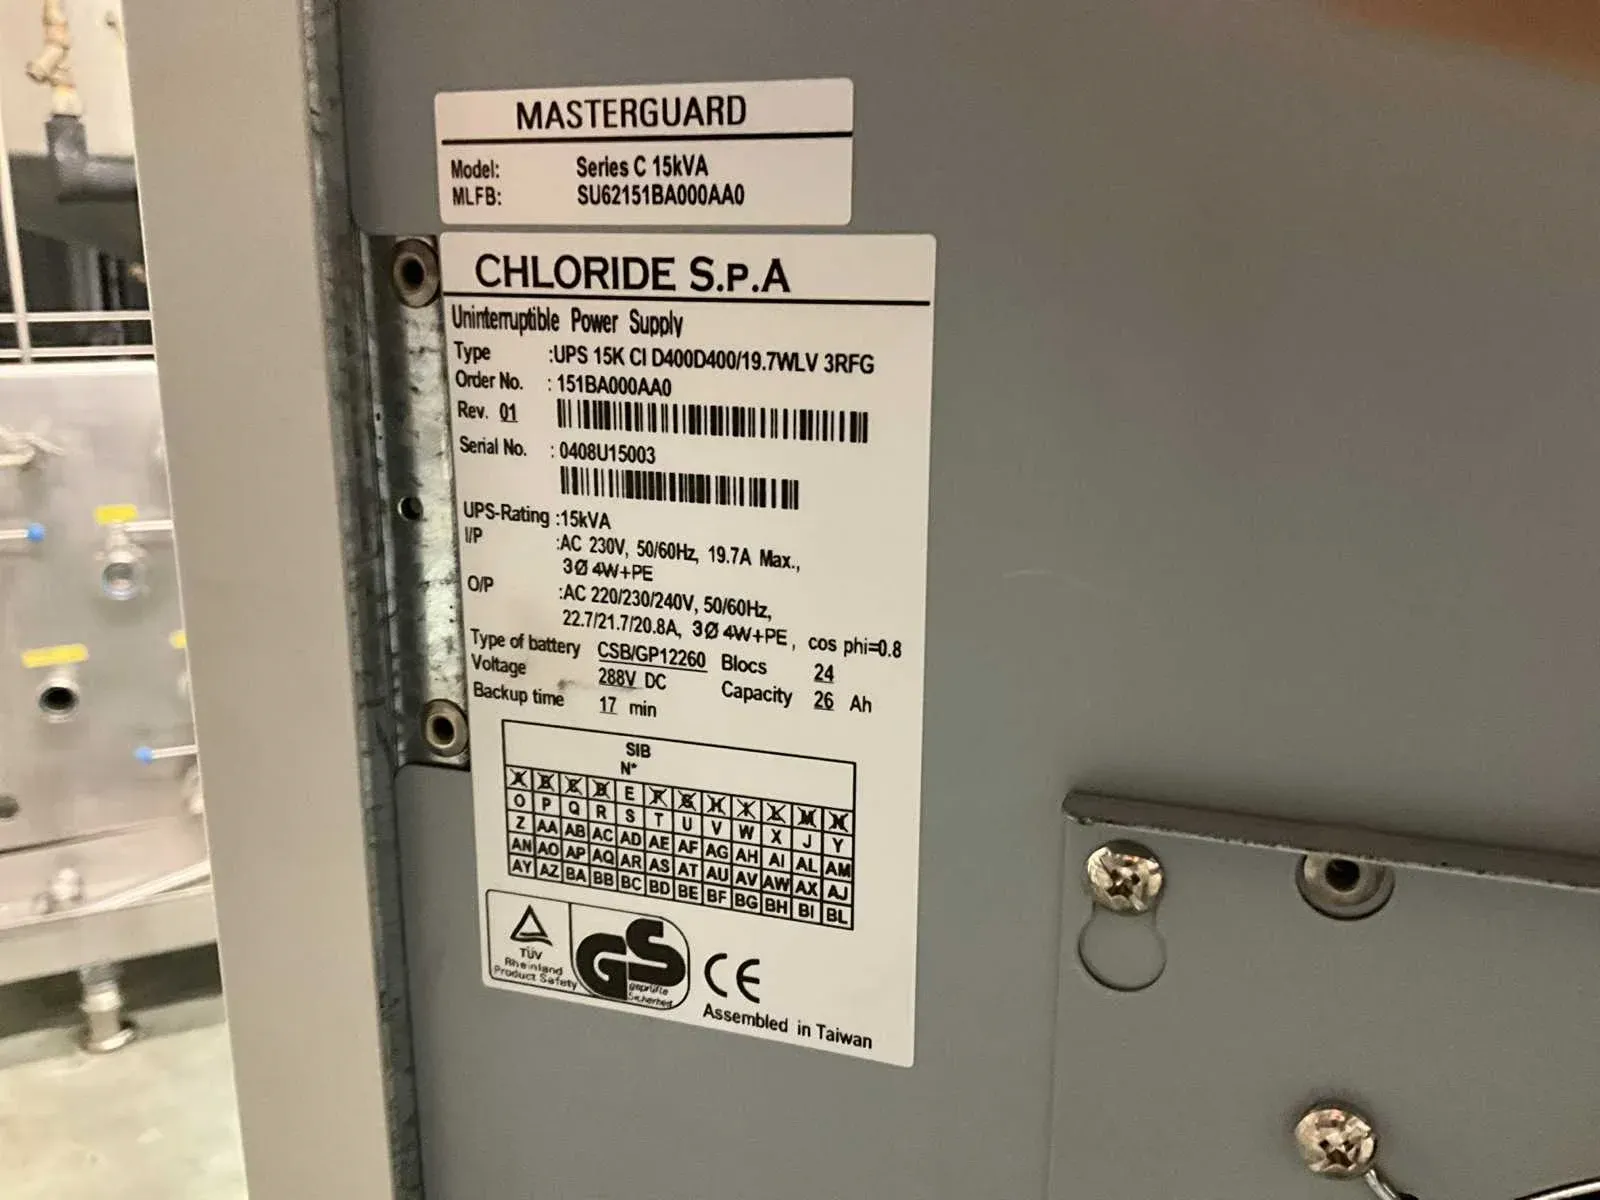 MASTERGUARD
Model: Series C 15kVA
MLFB: SU62151BA000AA0
CHLORIDE S.P.A
Uninterruptible Power Supply
Type :UPS 15K CI D400D400/19.7WLV 3RFG
Order No. : 151BA000AA0
Rev. 01
Serial No. : 0408U15003
UPS-Rating :15kVA
I/P :AC 230V, 50/60Hz, 19.7A Max.,
3Ø 4W+PE
O/P :AC 220/230/240V, 50/60Hz,
22.7/21.7/20.8A, 3Ø 4W+PE, cos phi=0.8
Type of battery CSB/GP12260 Blocs 24
Voltage 288V DC Capacity 26 Ah
Backup time 17 min
SIB
N°
A B C D E F G H I L M N
O P Q R S T U V W X J Y
Z AA AB AC AD AE AF AG AH AI AL AM
AN AO AP AQ AR AS AT AU AV AW AX AJ
AY AZ BA BB BC BD BE BF BG BH BI BL
TÜV
Rheinland
Product Safety
GS
geprüfte
Sicherheit
CE
Assembled in Taiwan